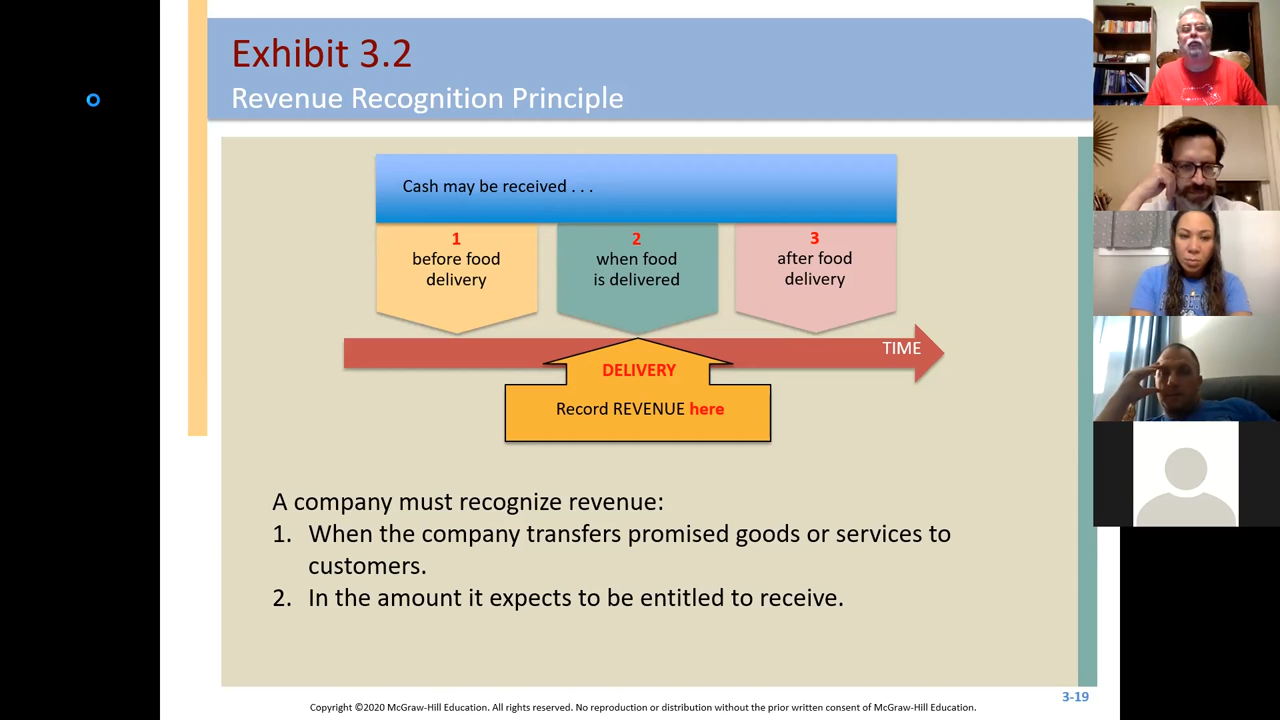 Exhibit 3.2
Revenue Recognition Principle
Cash may be received . . .
1
before food
delivery
2
when food
is delivered
3
after food
delivery
TIME
DELIVERY
Record REVENUE here
A company must recognize revenue:
1. When the company transfers promised goods or services to
customers.
2. In the amount it expects to be entitled to receive.
3-19
Copyright ©2020 McGraw-Hill Education. All rights reserved. No reproduction or distribution without the prior written consent of McGraw-Hill Education.